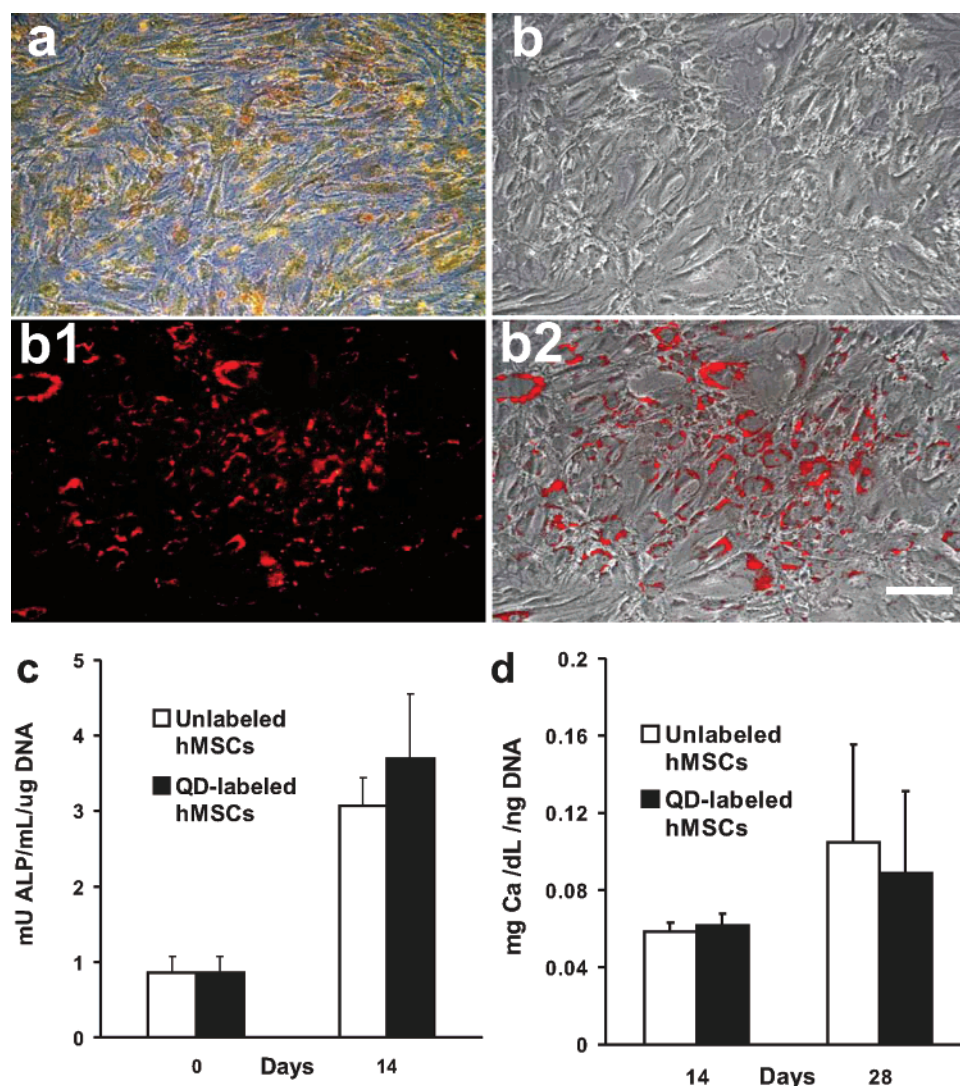 a
b
b1
b2
c
5
4
3
2
1
0
mU ALP/mL/ug DNA
Unlabeled
hMSCs
QD-labeled
hMSCs
0 Days 14
d
0.2
0.16
0.12
0.08
0.04
0
mg Ca /dL /ng DNA
Unlabeled
hMSCs
QD-labeled
hMSCs
14 Days 28